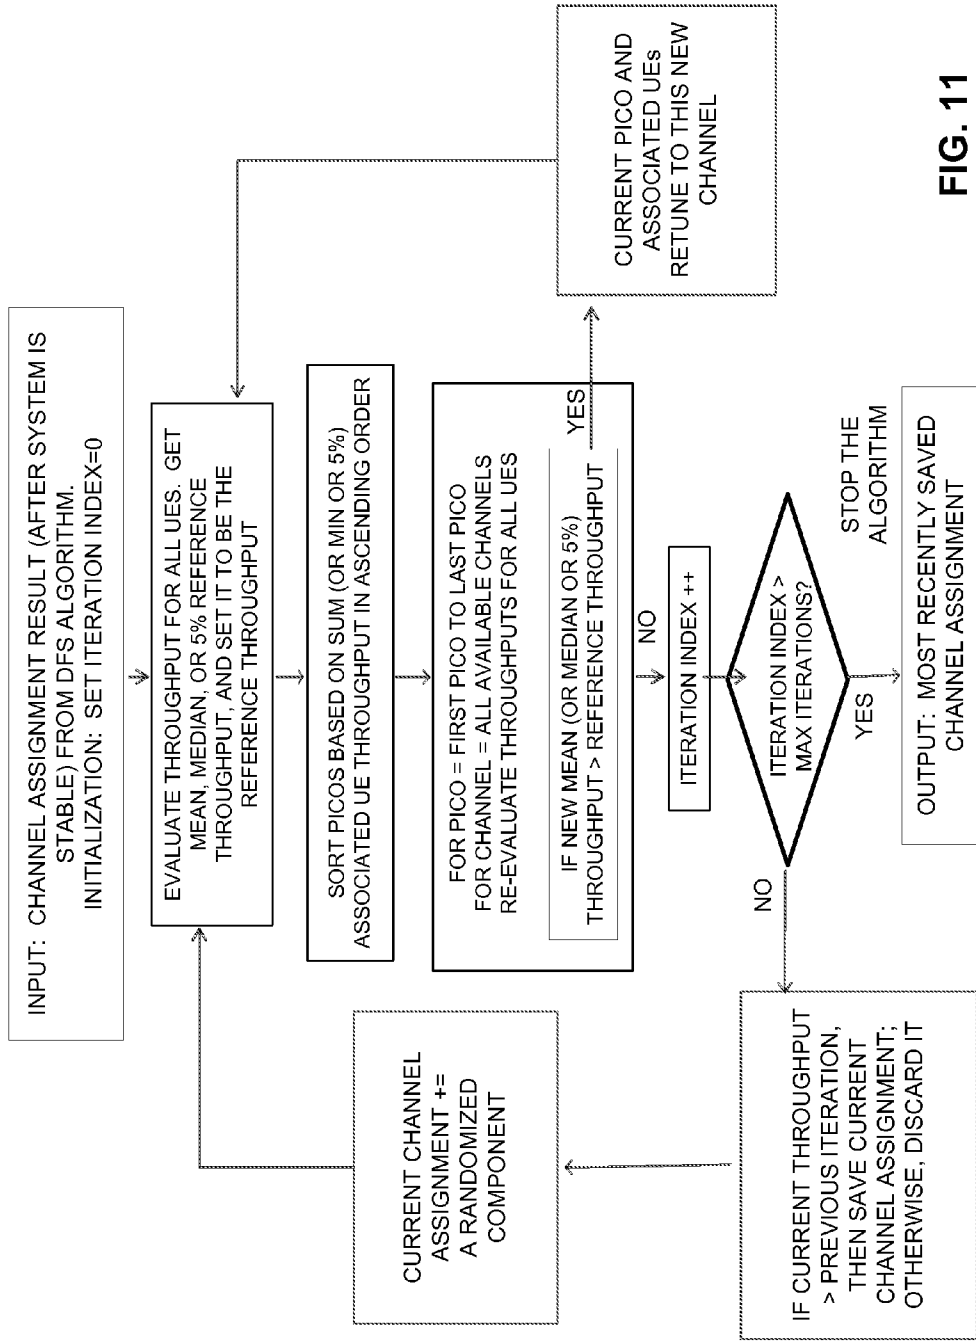 INPUT: CHANNEL ASSIGNMENT RESULT (AFTER SYSTEM IS
STABLE) FROM DFS ALGORITHM.
INITIALIZATION: SET ITERATION INDEX=0
EVALUATE THROUGHPUT FOR ALL UES. GET
MEAN, MEDIAN, OR 5% REFERENCE
THROUGHPUT, AND SET IT TO BE THE
REFERENCE THROUGHPUT
SORT PICOS BASED ON SUM (OR MIN OR 5%)
ASSOCIATED UE THROUGHPUT IN ASCENDING ORDER
FOR PICO = FIRST PICO TO LAST PICO
FOR CHANNEL = ALL AVAILABLE CHANNELS
RE-EVALUATE THROUGHPUTS FOR ALL UES
IF NEW MEAN (OR MEDIAN OR 5%)
THROUGHPUT > REFERENCE THROUGHPUT
YES
CURRENT PICO AND
ASSOCIATED UEs
RETUNE TO THIS NEW
CHANNEL
NO
ITERATION INDEX ++
ITERATION INDEX >
MAX ITERATIONS?
NO
IF CURRENT THROUGHPUT
> PREVIOUS ITERATION,
THEN SAVE CURRENT
CHANNEL ASSIGNMENT;
OTHERWISE, DISCARD IT
CURRENT CHANNEL
ASSIGNMENT +=
A RANDOMIZED
COMPONENT
YES
STOP THE
ALGORITHM
OUTPUT: MOST RECENTLY SAVED
CHANNEL ASSIGNMENT
FIG. 11